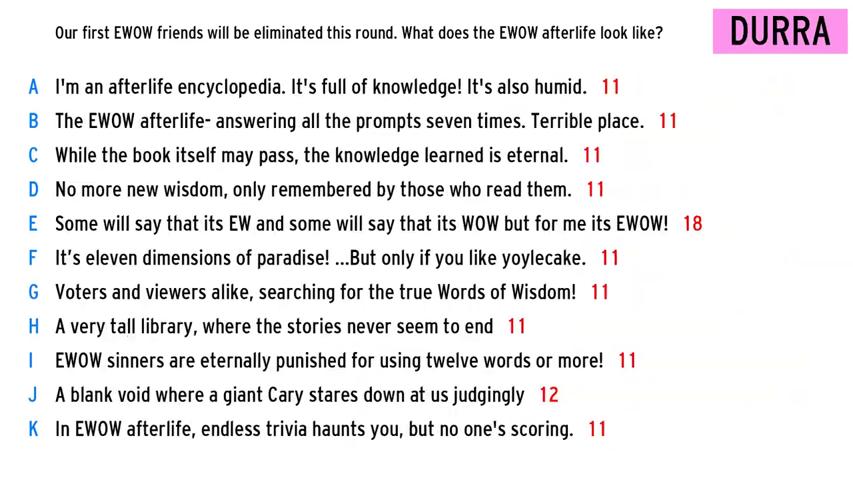 Our first EWOW friends will be eliminated this round. What does the EWOW afterlife look like?
DURRA
A I'm an afterlife encyclopedia. It's full of knowledge! It's also humid. 11
B The EWOW afterlife- answering all the prompts seven times. Terrible place. 11
C While the book itself may pass, the knowledge learned is eternal. 11
D No more new wisdom, only remembered by those who read them. 11
E Some will say that its EW and some will say that its WOW but for me its EWOW! 18
F It’s eleven dimensions of paradise! ...But only if you like yoylecake. 11
G Voters and viewers alike, searching for the true Words of Wisdom! 11
H A very tall library, where the stories never seem to end 11
I EWOW sinners are eternally punished for using twelve words or more! 11
J A blank void where a giant Cary stares down at us judgingly 12
K In EWOW afterlife, endless trivia haunts you, but no one's scoring. 11